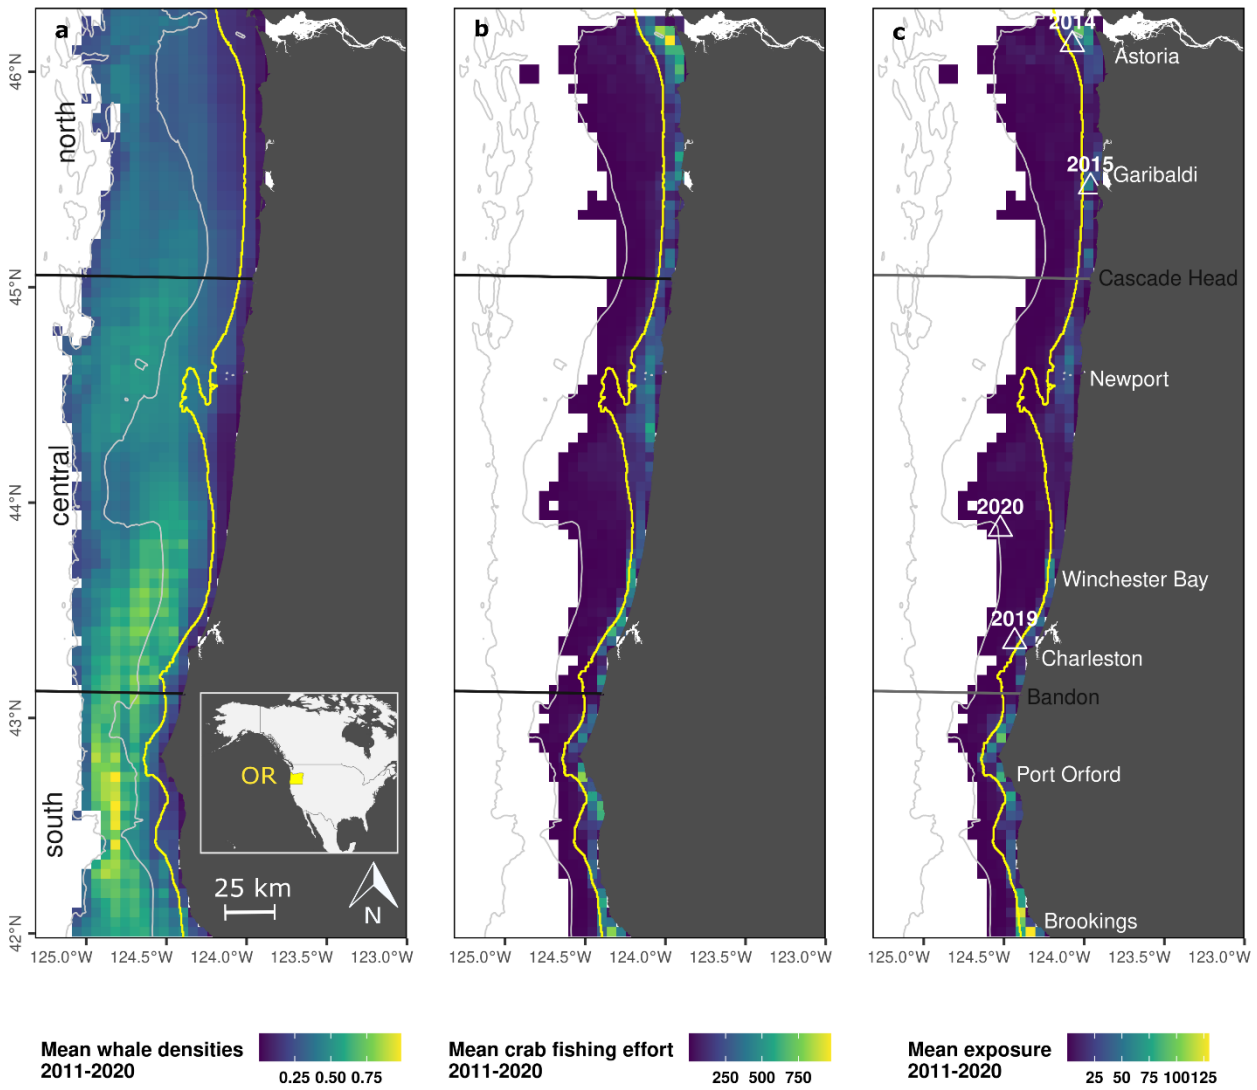 a
b
c
46°N
45°N
44°N
43°N
42°N
north
central
south
OR
25 km
N
2014
Astoria
2015
Garibaldi
Cascade Head
Newport
2020
Winchester Bay
2019
Charleston
Bandon
Port Orford
Brookings
125.0°W 124.5°W 124.0°W 123.5°W 123.0°W
125.0°W 124.5°W 124.0°W 123.5°W 123.0°W
125.0°W 124.5°W 124.0°W 123.5°W 123.0°W
Mean whale densities
2011-2020
0.25 0.50 0.75
Mean crab fishing effort
2011-2020
250 500 750
Mean exposure
2011-2020
25 50 75 100 125